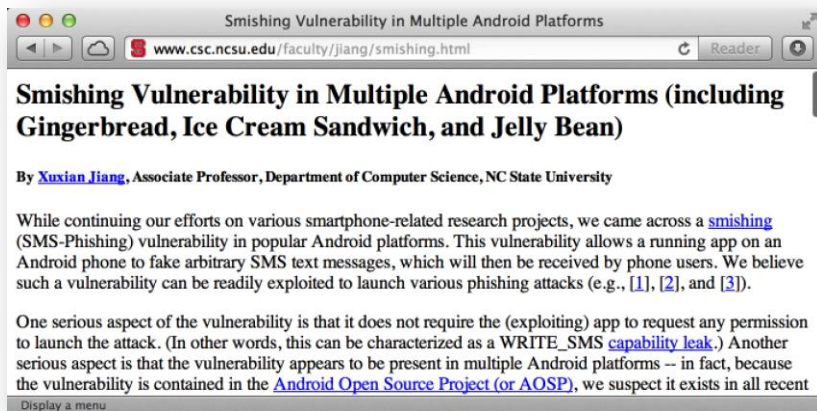 Smishing Vulnerability in Multiple Android Platforms
www.csc.ncsu.edu/faculty/jiang/smishing.html
Reader
Smishing Vulnerability in Multiple Android Platforms (including
Gingerbread, Ice Cream Sandwich, and Jelly Bean)
By Xuxian Jiang, Associate Professor, Department of Computer Science, NC State University
While continuing our efforts on various smartphone-related research projects, we came across a smishing
(SMS-Phishing) vulnerability in popular Android platforms. This vulnerability allows a running app on an
Android phone to fake arbitrary SMS text messages, which will then be received by phone users. We believe
such a vulnerability can be readily exploited to launch various phishing attacks (e.g., [1], [2], and [3]).
One serious aspect of the vulnerability is that it does not require the (exploiting) app to request any permission
to launch the attack. (In other words, this can be characterized as a WRITE_SMS capability leak.) Another
serious aspect is that the vulnerability appears to be present in multiple Android platforms -- in fact, because
the vulnerability is contained in the Android Open Source Project (or AOSP), we suspect it exists in all recent
Display a menu